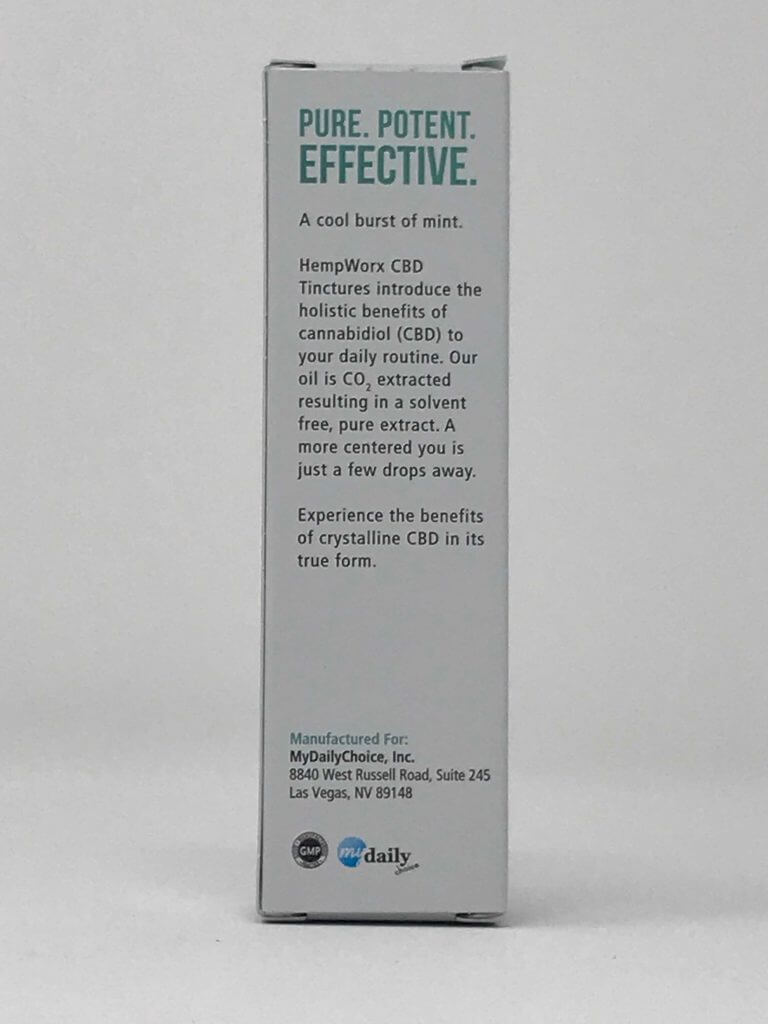 PURE. POTENT.
EFFECTIVE.
A cool burst of mint.
HempWorx CBD
Tinctures introduce the
holistic benefits of
cannabidiol (CBD) to
your daily routine. Our
oil is CO₂ extracted
resulting in a solvent
free, pure extract. A
more centered you is
just a few drops away.
Experience the benefits
of crystalline CBD in its
true form.
Manufactured For:
MyDailyChoice, Inc.
8840 West Russell Road, Suite 245
Las Vegas, NV 89148
GMP
my daily
choice